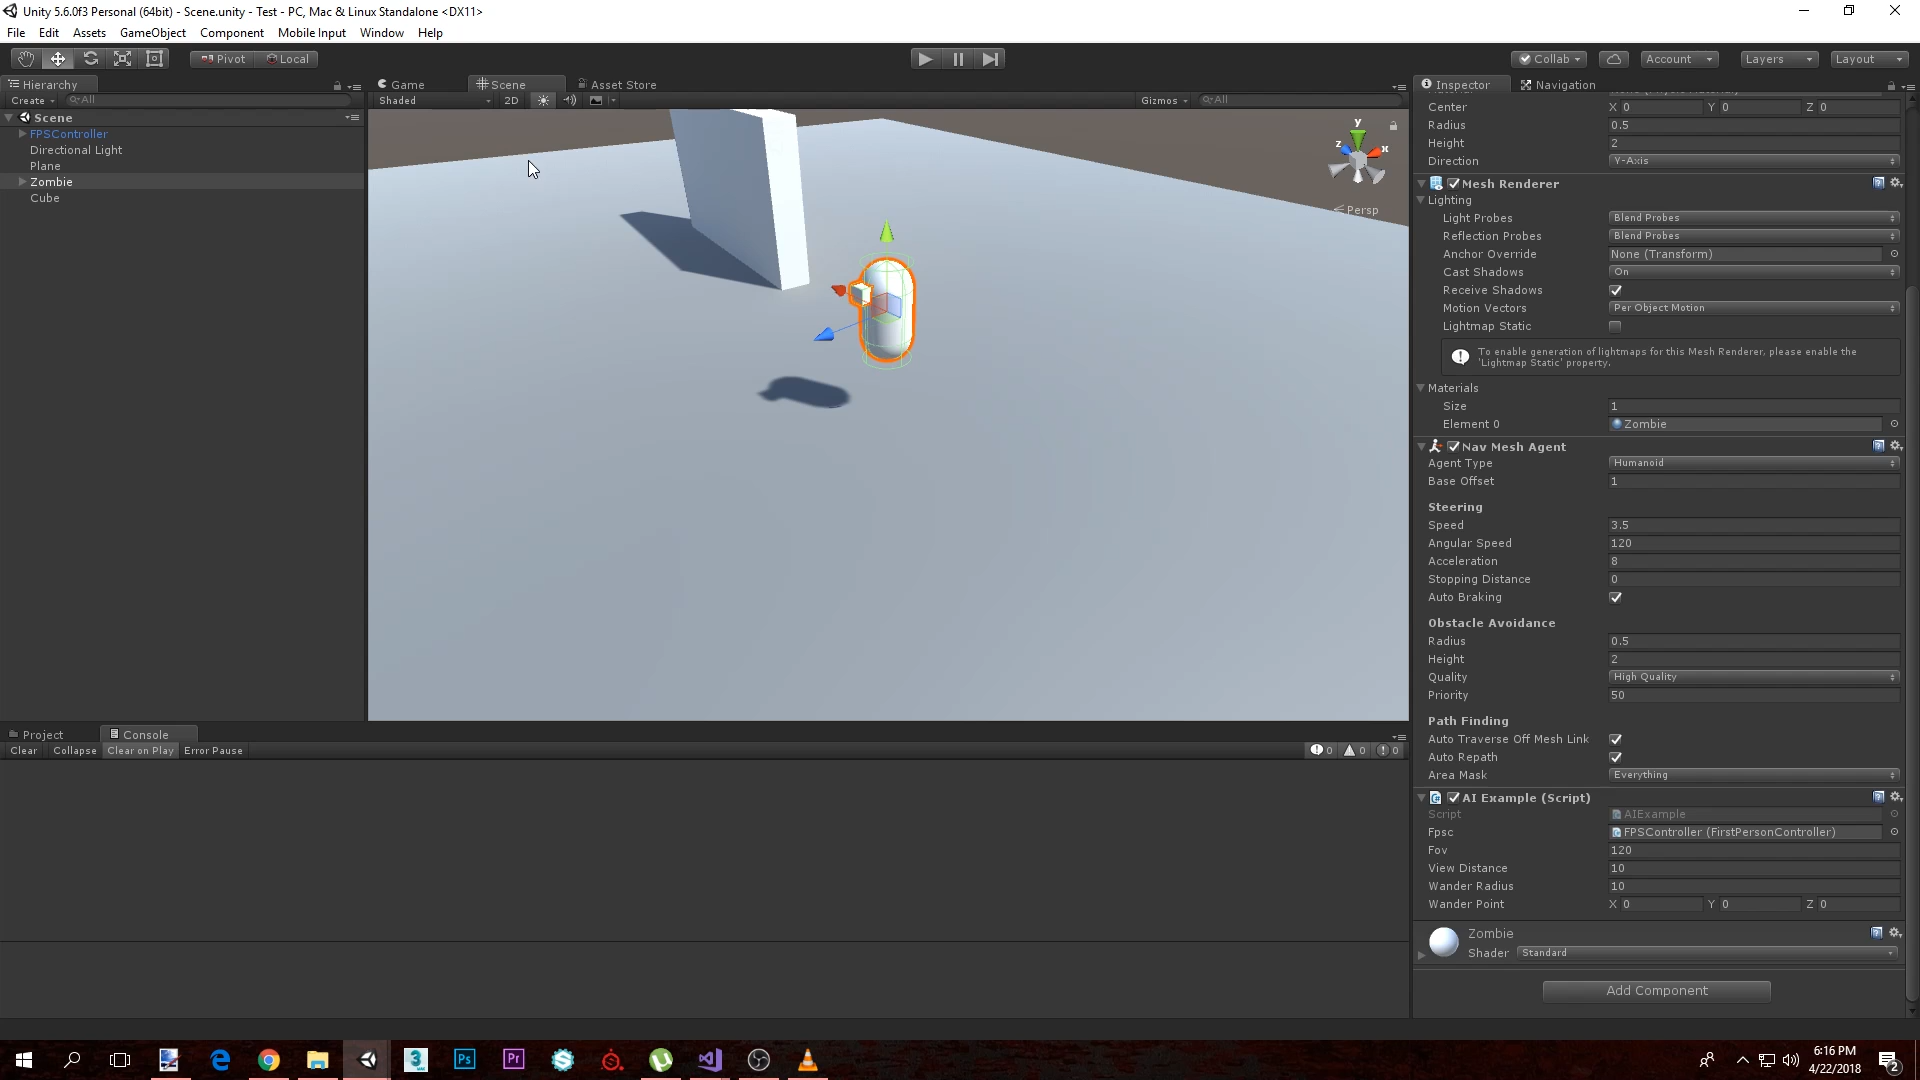 Unity 5.6.0f3 Personal (64bit) - Scene.unity - Test - PC, Mac & Linux Standalone <DX11>
File Edit Assets GameObject Component Mobile Input Window Help
Pivot Local Collab Account Layers Layout
Hierarchy
Create All
Scene
FPSController
Directional Light
Plane
Zombie
Cube
Game Scene Asset Store
Shaded 2D Gizmos All
y
z x
Persp
Project Console
Clear Collapse Clear on Play Error Pause 0 0 0
Inspector Navigation
Center X 0 Y 0 Z 0
Radius 0.5
Height 2
Direction Y-Axis
Mesh Renderer
Lighting
Light Probes Blend Probes
Reflection Probes Blend Probes
Anchor Override None (Transform)
Cast Shadows On
Receive Shadows
Motion Vectors Per Object Motion
Lightmap Static
To enable generation of lightmaps for this Mesh Renderer, please enable the
'Lightmap Static' property.
Materials
Size 1
Element 0 Zombie
Nav Mesh Agent
Agent Type Humanoid
Base Offset 1
Steering
Speed 3.5
Angular Speed 120
Acceleration 8
Stopping Distance 0
Auto Braking
Obstacle Avoidance
Radius 0.5
Height 2
Quality High Quality
Priority 50
Path Finding
Auto Traverse Off Mesh Link
Auto Repath
Area Mask Everything
AI Example (Script)
Script AIExample
Fpsc FPSController (FirstPersonController)
Fov 120
View Distance 10
Wander Radius 10
Wander Point X 0 Y 0 Z 0
Zombie
Shader Standard
Add Component
Ps Pr
6:16 PM
4/22/2018
2